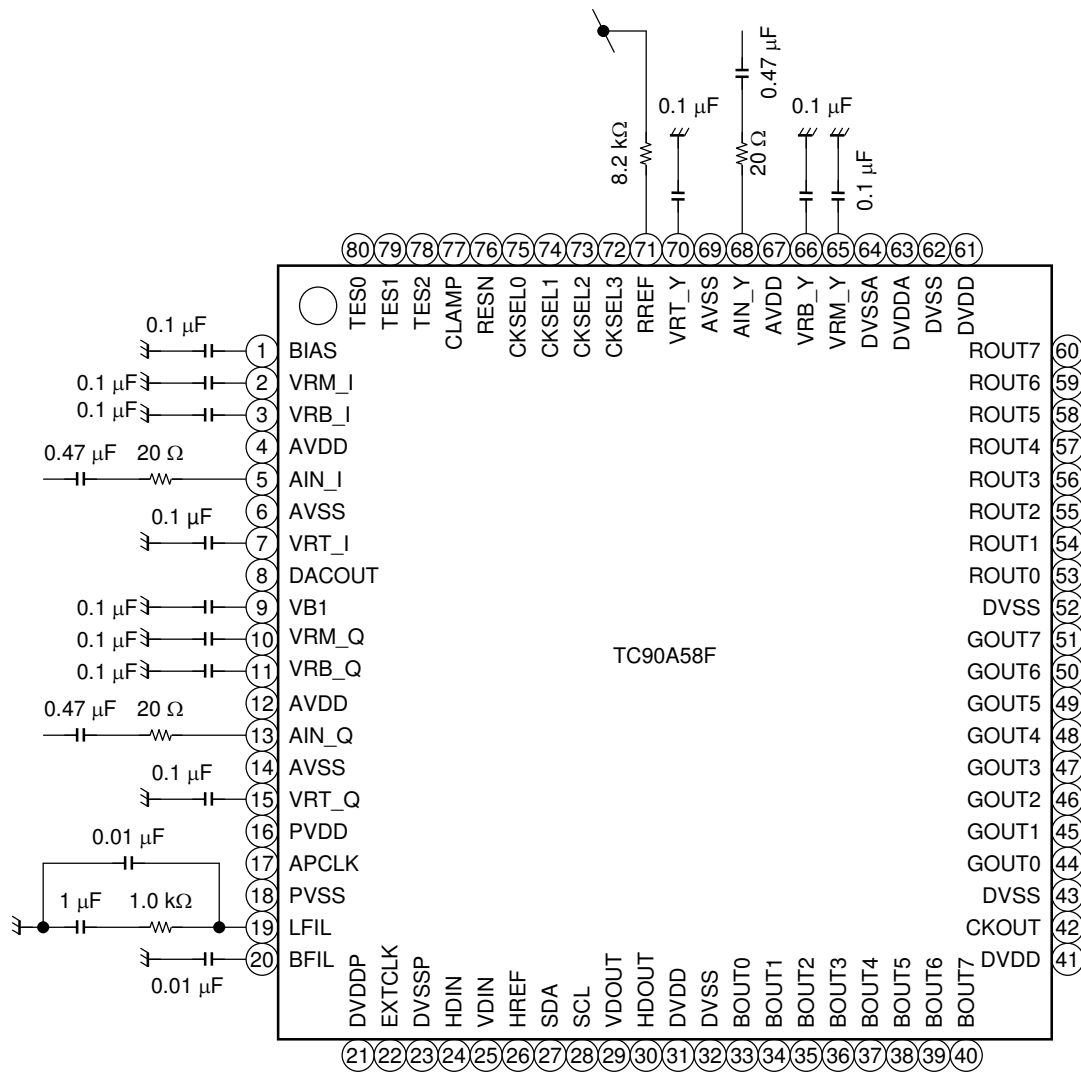 0.47 μF
0.1 μF
0.1 μF
8.2 kΩ
20 Ω
0.1 μF
80 79 78 77 76 75 74 73 72 71 70 69 68 67 66 65 64 63 62 61
TES0
TES1
TES2
CLAMP
RESN
CKSEL0
CKSEL1
CKSEL2
CKSEL3
RREF
VRT_Y
AVSS
AIN_Y
AVDD
VRB_Y
VRM_Y
DVSSA
DVDDA
DVSS
DVDD
0.1 μF
1 BIAS
0.1 μF 2 VRM_I
0.1 μF 3 VRB_I
4 AVDD
0.47 μF 20 Ω
5 AIN_I
6 AVSS
0.1 μF
7 VRT_I
8 DACOUT
0.1 μF 9 VB1
0.1 μF 10 VRM_Q
0.1 μF 11 VRB_Q
12 AVDD
0.47 μF 20 Ω
13 AIN_Q
14 AVSS
0.1 μF
15 VRT_Q
16 PVDD
0.01 μF
17 APCLK
18 PVSS
1 μF 1.0 kΩ
19 LFIL
20 BFIL
0.01 μF
TC90A58F
ROUT7 60
ROUT6 59
ROUT5 58
ROUT4 57
ROUT3 56
ROUT2 55
ROUT1 54
ROUT0 53
DVSS 52
GOUT7 51
GOUT6 50
GOUT5 49
GOUT4 48
GOUT3 47
GOUT2 46
GOUT1 45
GOUT0 44
DVSS 43
CKOUT 42
DVDD 41
DVDDP
EXTCLK
DVSSP
HDIN
VDIN
HREF
SDA
SCL
VDOUT
HDOUT
DVDD
DVSS
BOUT0
BOUT1
BOUT2
BOUT3
BOUT4
BOUT5
BOUT6
BOUT7
21 22 23 24 25 26 27 28 29 30 31 32 33 34 35 36 37 38 39 40